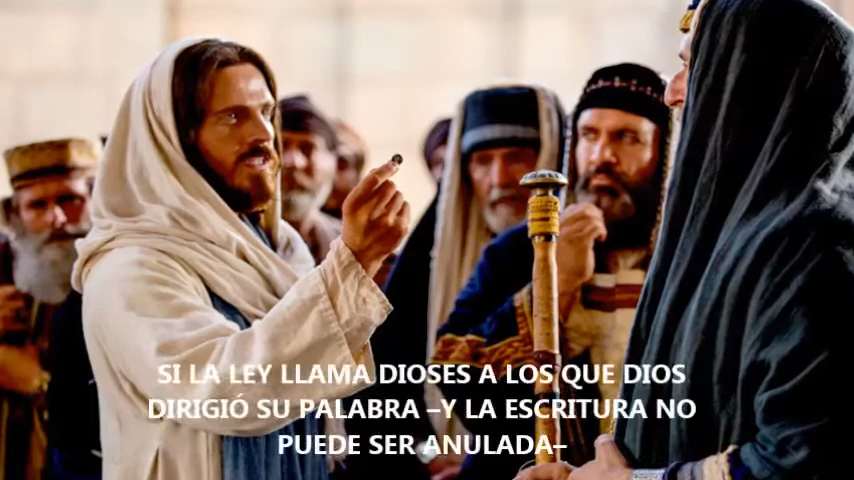 SI LA LEY LLAMA DIOSES A LOS QUE DIOS
DIRIGIÓ SU PALABRA –Y LA ESCRITURA NO
PUEDE SER ANULADA–